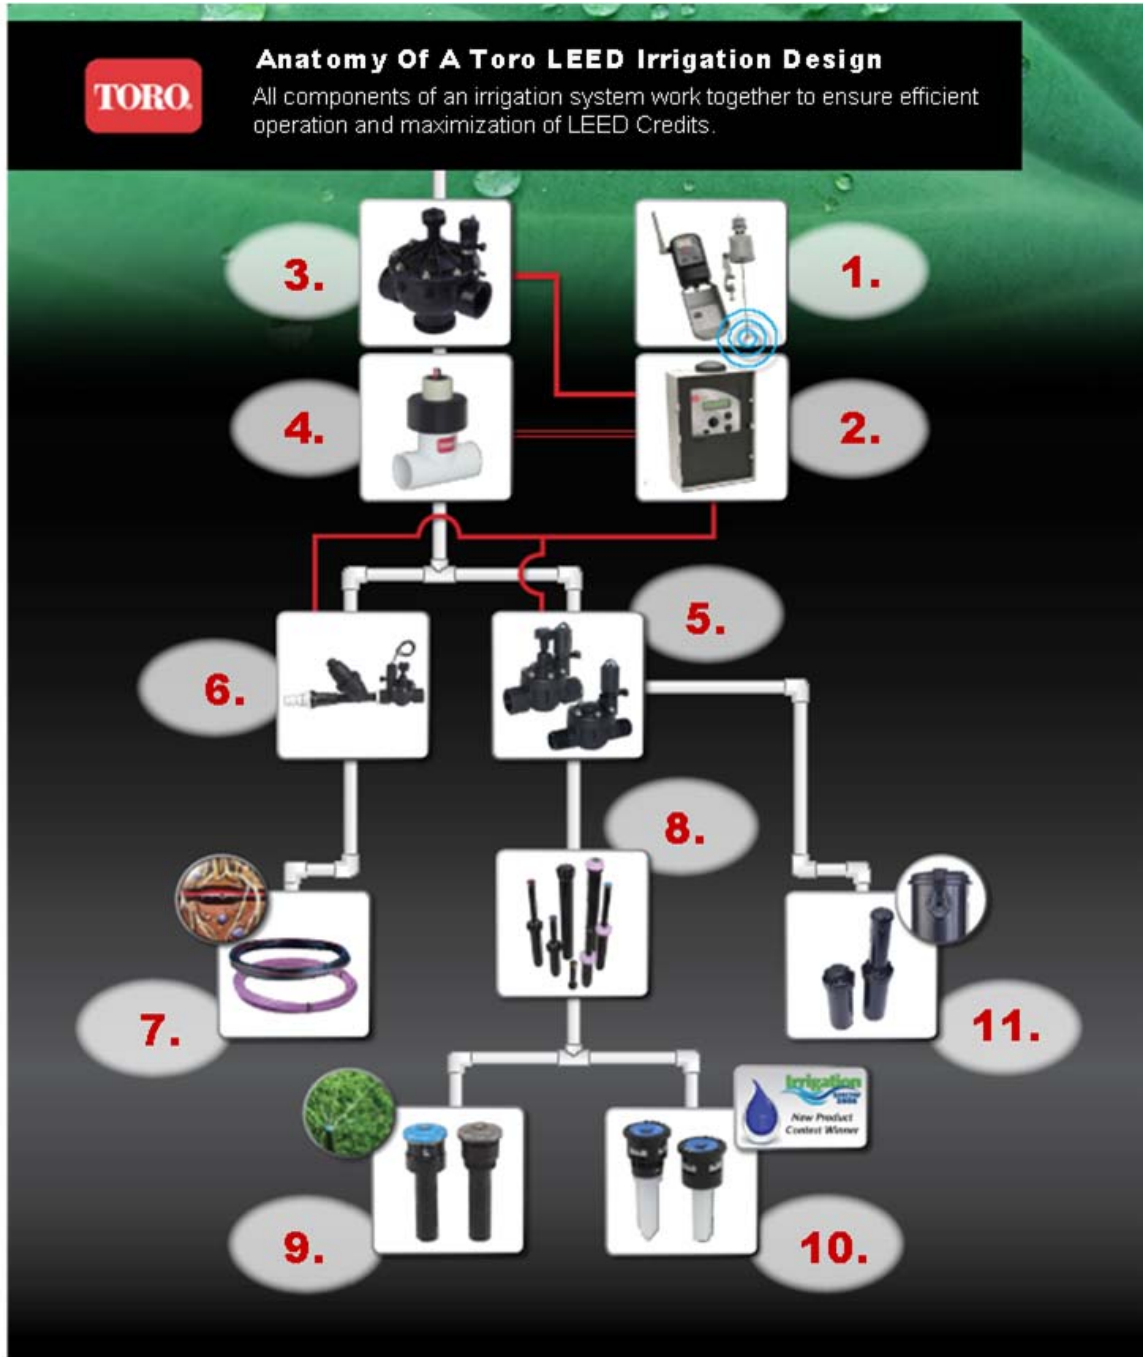 TORO.
Anatomy Of A Toro LEED Irrigation Design
All components of an irrigation system work together to ensure efficient
operation and maximization of LEED Credits.
3.
1.
4.
2.
5.
6.
8.
7.
11.
Irrigation
New Product
Contest Winner
9.
10.